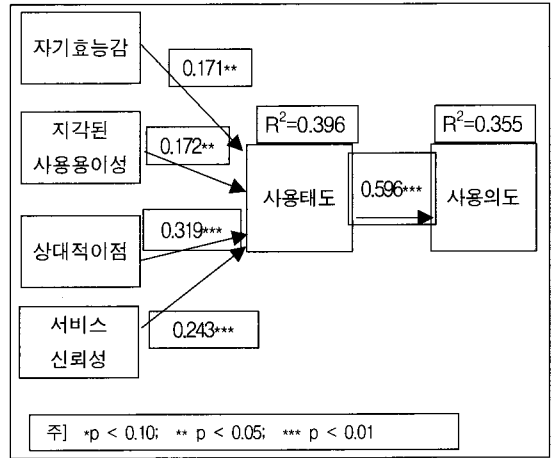 자기효능감
0.171**
지각된
사용용이성
0.172**
R²=0.396
R²=0.355
사용태도
0.596***
사용의도
상대적이점
0.319***
서비스
신뢰성
0.243***
주] *p < 0.10; ** p < 0.05; *** p < 0.01